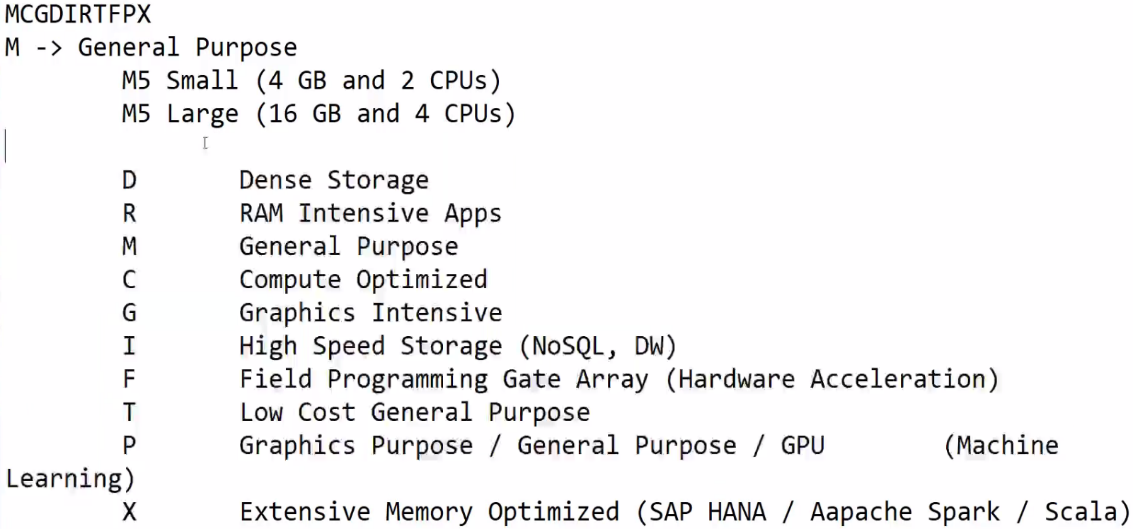 MCGDIRTFPX
M -> General Purpose
M5 Small (4 GB and 2 CPUs)
M5 Large (16 GB and 4 CPUs)
D Dense Storage
R RAM Intensive Apps
M General Purpose
C Compute Optimized
G Graphics Intensive
I High Speed Storage (NoSQL, DW)
F Field Programming Gate Array (Hardware Acceleration)
T Low Cost General Purpose
P Graphics Purpose / General Purpose / GPU (Machine
Learning)
X Extensive Memory Optimized (SAP HANA / Aapache Spark / Scala)